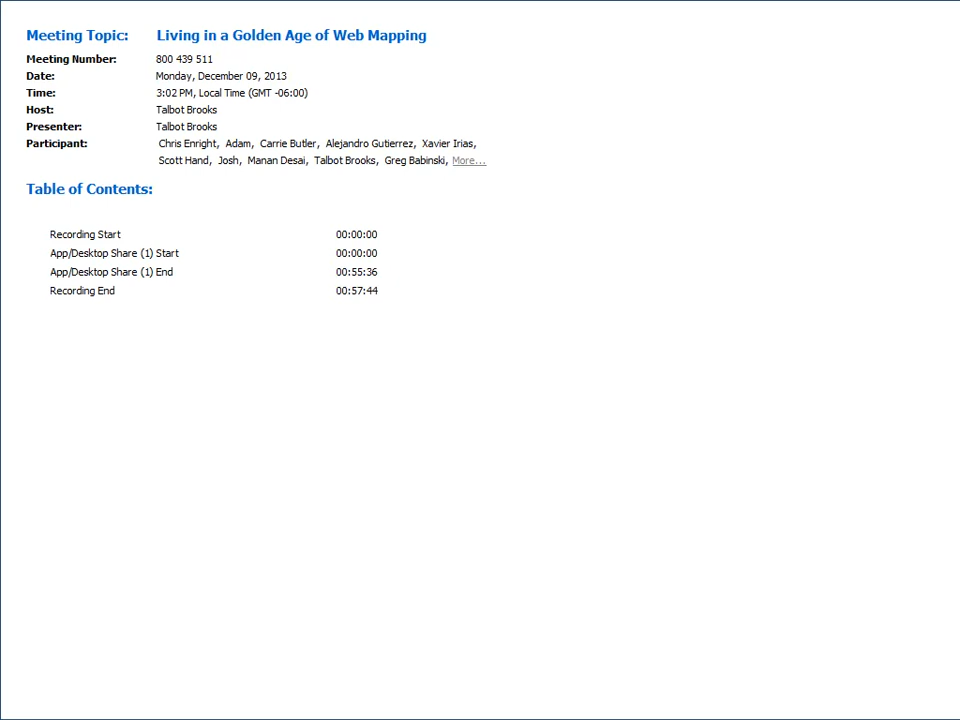 Meeting Topic: Living in a Golden Age of Web Mapping
Meeting Number: 800 439 511
Date: Monday, December 09, 2013
Time: 3:02 PM, Local Time (GMT -06:00)
Host: Talbot Brooks
Presenter: Talbot Brooks
Participant: Chris Enright, Adam, Carrie Butler, Alejandro Gutierrez, Xavier Irias,
Scott Hand, Josh, Manan Desai, Talbot Brooks, Greg Babinski, More...
Table of Contents:
Recording Start 00:00:00
App/Desktop Share (1) Start 00:00:00
App/Desktop Share (1) End 00:55:36
Recording End 00:57:44